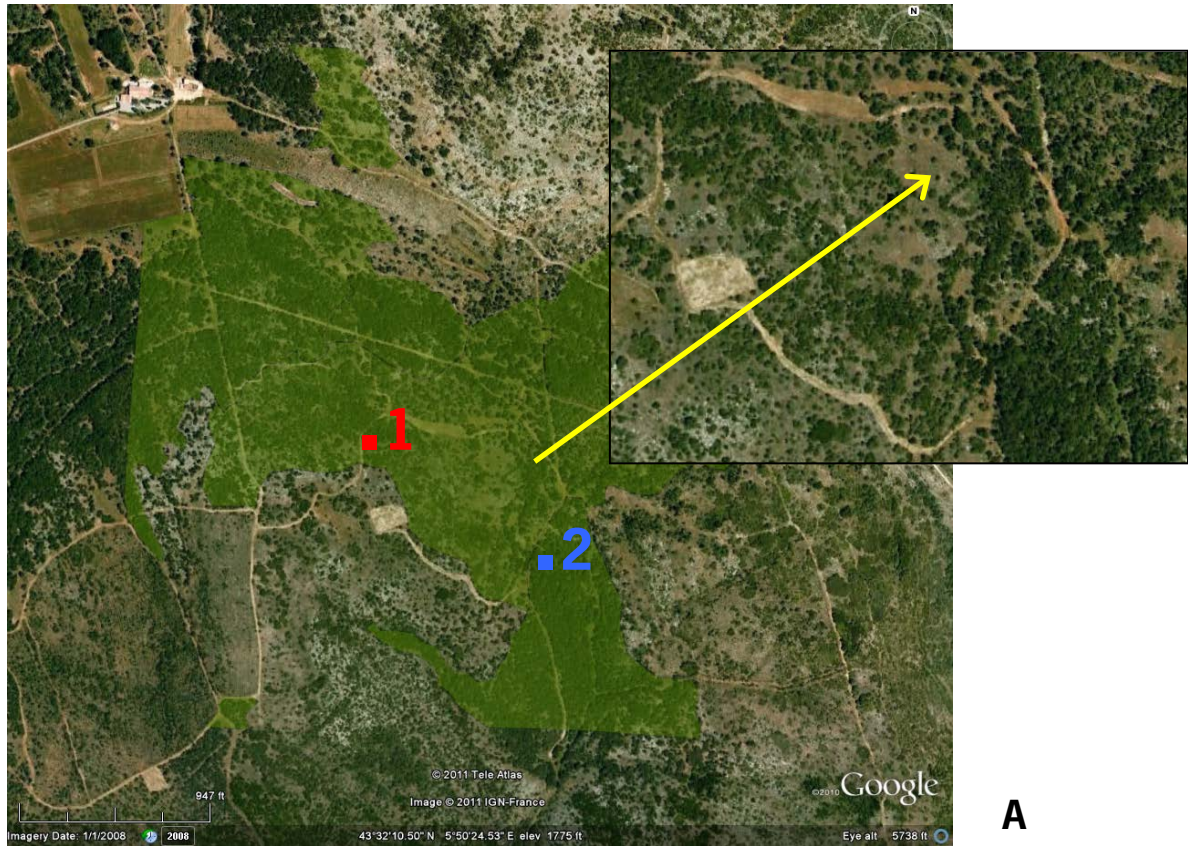 N
1
2
© 2011 Tele Atlas
Image © 2011 IGN-France
©2010 Google
947 ft
Imagery Date: 1/1/2008 2008 43°32'10.50" N 5°50'24.53" E elev 1775 ft Eye alt 5738 ft
A